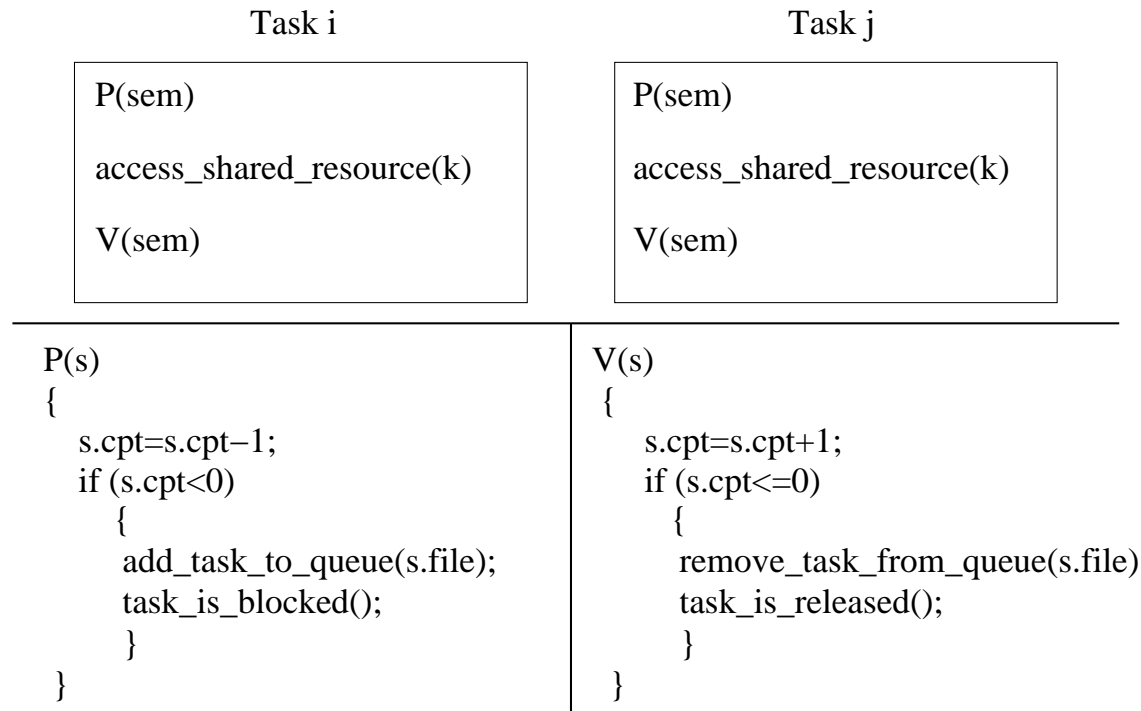 Task i
P(sem)
access_shared_resource(k)
V(sem)
Task j
P(sem)
access_shared_resource(k)
V(sem)
P(s)
{
s.cpt=s.cpt−1;
if (s.cpt<0)
{
add_task_to_queue(s.file);
task_is_blocked();
}
}
V(s)
{
s.cpt=s.cpt+1;
if (s.cpt<=0)
{
remove_task_from_queue(s.file)
task_is_released();
}
}